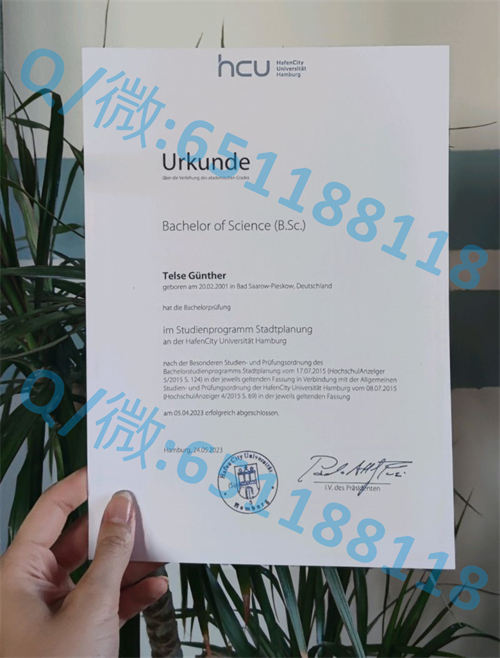 hcu HafenCity
Universität
Hamburg
Q/微:651188118
Urkunde
über die Verleihung des akademischen Grades
Bachelor of Science (B.Sc.)
Telse Günther
geboren am 20.02.2001 in Bad Saarow-Pieskow, Deutschland
hat die Bachelorprüfung
im Studienprogramm Stadtplanung
an der HafenCity Universität Hamburg
nach der Besonderen Studien- und Prüfungsordnung des
Bachelorstudienprogramms Stadtplanung vom 17.07.2015 (HochschulAnzeiger
5/2015 S. 124) in der jeweils geltenden Fassung in Verbindung mit der Allgemeinen
Studien- und Prüfungsordnung der HafenCity Universität Hamburg vom 08.07.2015
(HochschulAnzeiger 4/2015 S. 69) in der jeweils geltenden Fassung
am 05.04.2023 erfolgreich abgeschlossen.
Q/微:651188118
Hamburg, 24.05.2023
HafenCity Universität
Hamburg
i.V. des Präsidenten